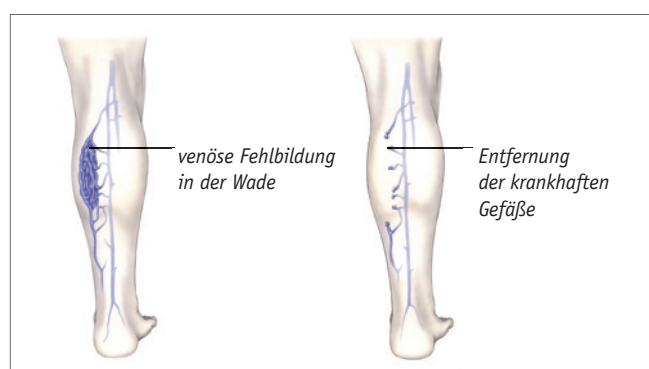 venöse Fehlbildung
in der Wade
Entfernung
der krankhaften
Gefäße